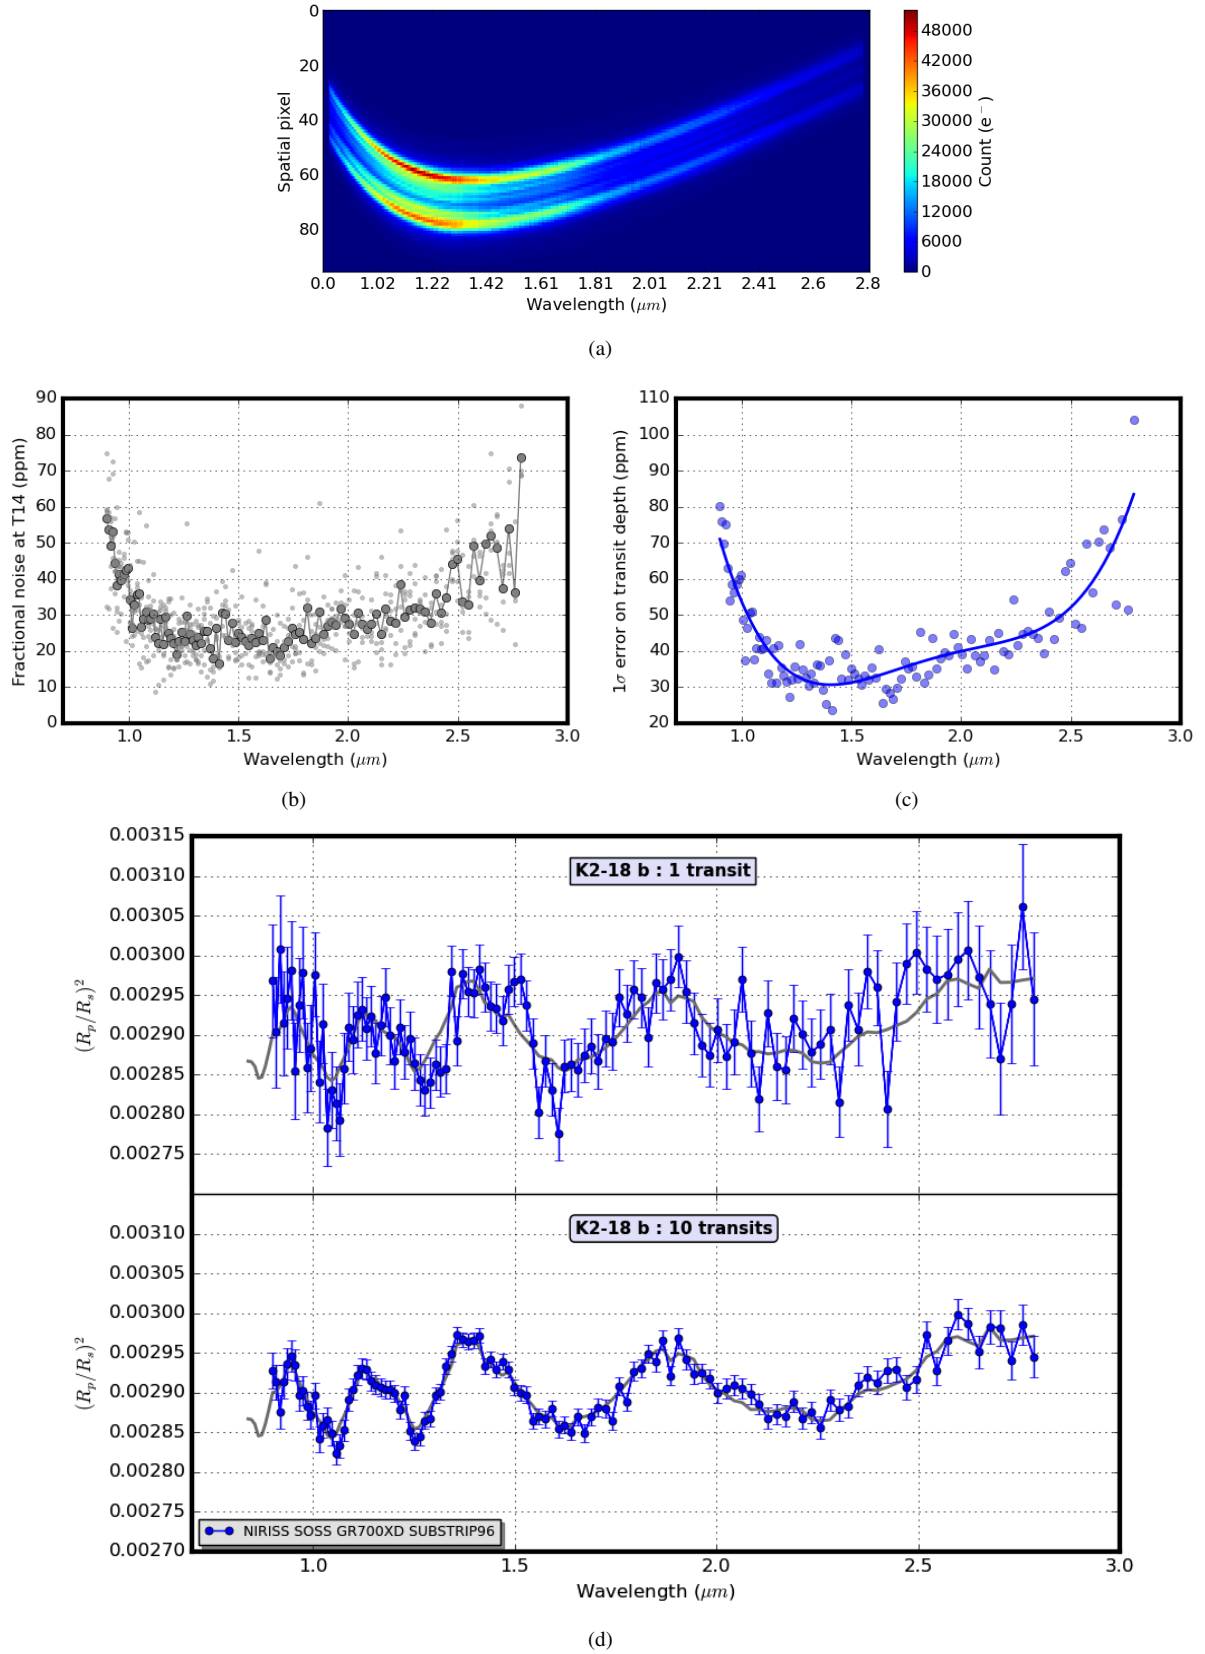 0
20
40
60
80
Spatial pixel
0.0 1.02 1.22 1.42 1.61 1.81 2.01 2.21 2.41 2.6 2.8
Wavelength (μm)
48000
42000
36000
30000
24000
18000
12000
6000
0
Count (e⁻)
(a)
90
80
70
60
50
40
30
20
10
0
Fractional noise at T14 (ppm)
1.0 1.5 2.0 2.5 3.0
Wavelength (μm)
(b)
110
100
90
80
70
60
50
40
30
20
1σ error on transit depth (ppm)
1.0 1.5 2.0 2.5 3.0
Wavelength (μm)
(c)
0.00315
0.00310
0.00305
0.00300
0.00295
0.00290
0.00285
0.00280
0.00275
(R_p/R_s)²
K2-18 b : 1 transit
0.00310
0.00305
0.00300
0.00295
0.00290
0.00285
0.00280
0.00275
0.00270
(R_p/R_s)²
K2-18 b : 10 transits
NIRISS SOSS GR700XD SUBSTRIP96
1.0 1.5 2.0 2.5 3.0
Wavelength (μm)
(d)